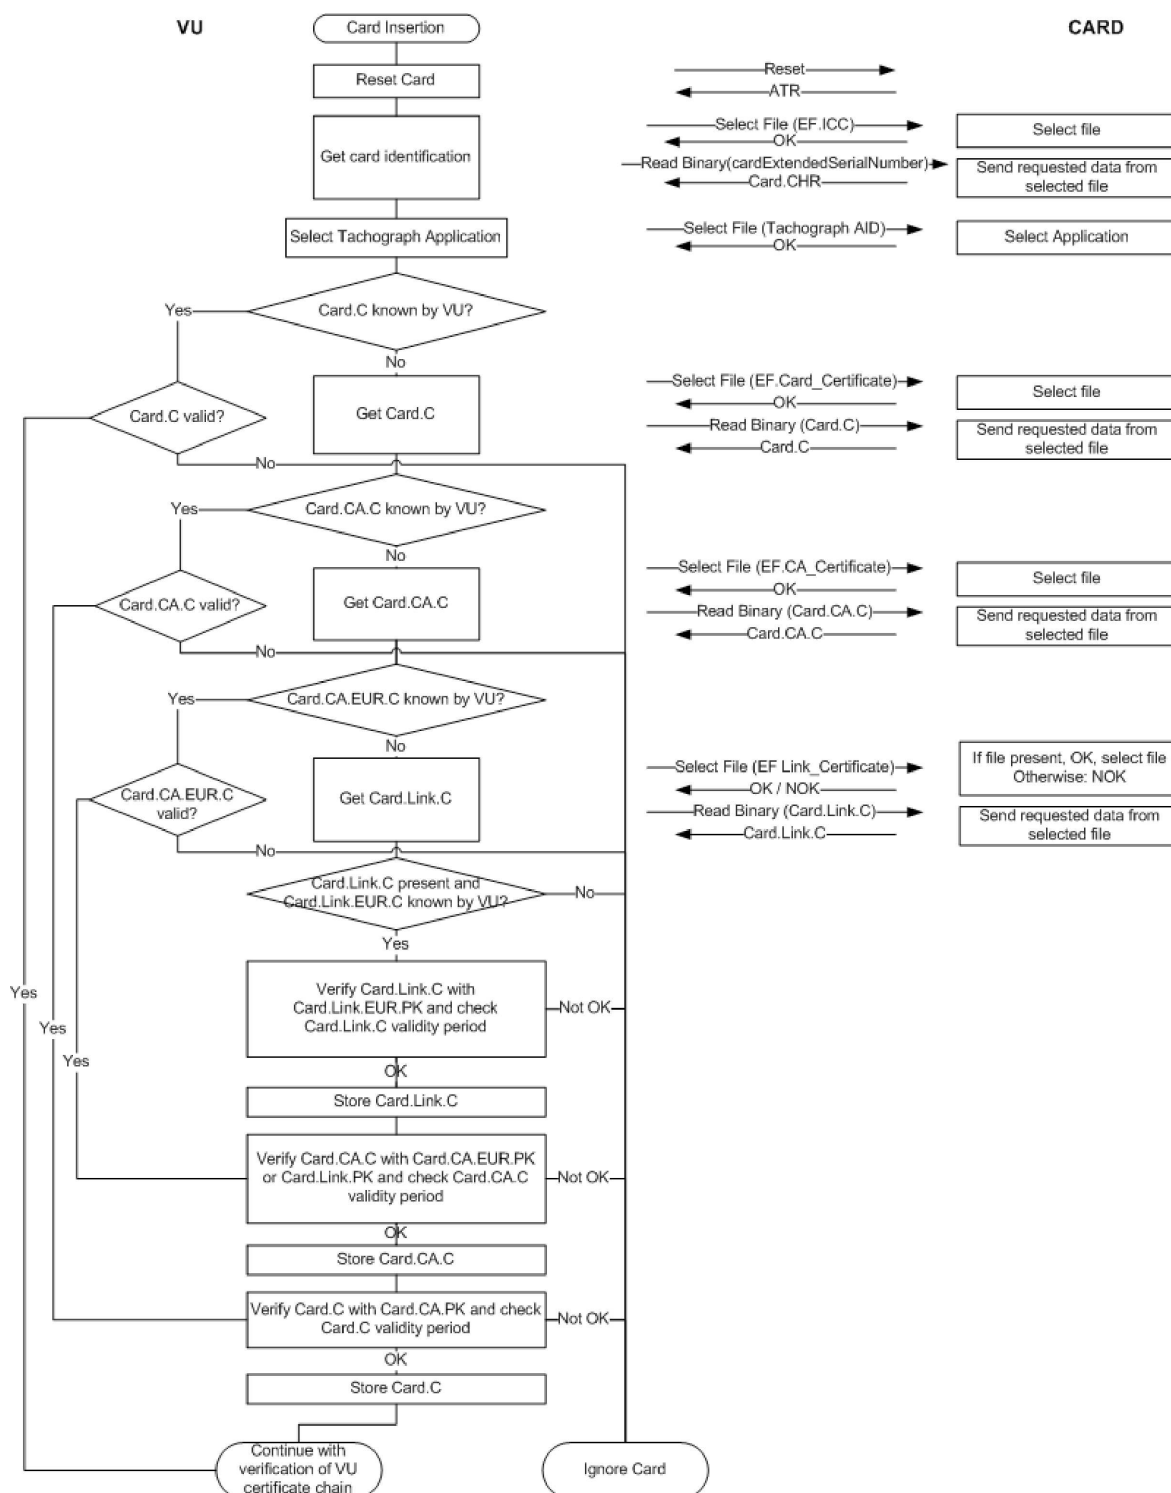 VU
Card Insertion
CARD
Reset Card
Reset
ATR
Get card identification
Select File (EF.ICC)
OK
Select file
Read Binary(cardExtendedSerialNumber)
Card.CHR
Send requested data from
selected file
Select Tachograph Application
Select File (Tachograph AID)
OK
Select Application
Card.C known by VU?
Yes
No
Card.C valid?
Get Card.C
Select File (EF.Card_Certificate)
OK
Select file
Read Binary (Card.C)
Card.C
Send requested data from
selected file
No
Card.CA.C known by VU?
Yes
No
Card.CA.C valid?
Get Card.CA.C
Select File (EF.CA_Certificate)
OK
Select file
Read Binary (Card.CA.C)
Card.CA.C
Send requested data from
selected file
No
Card.CA.EUR.C known by VU?
Yes
No
Card.CA.EUR.C
valid?
Get Card.Link.C
Select File (EF Link_Certificate)
OK / NOK
If file present, OK, select file
Otherwise: NOK
Read Binary (Card.Link.C)
Card.Link.C
Send requested data from
selected file
No
Card.Link.C present and
Card.Link.EUR.C known by VU?
No
Yes
Yes
Yes
Yes
Verify Card.Link.C with
Card.Link.EUR.PK and check
Card.Link.C validity period
Not OK
OK
Store Card.Link.C
Verify Card.CA.C with Card.CA.EUR.PK
or Card.Link.PK and check Card.CA.C
validity period
Not OK
OK
Store Card.CA.C
Verify Card.C with Card.CA.PK and check
Card.C validity period
Not OK
OK
Store Card.C
Continue with
verification of VU
certificate chain
Ignore Card